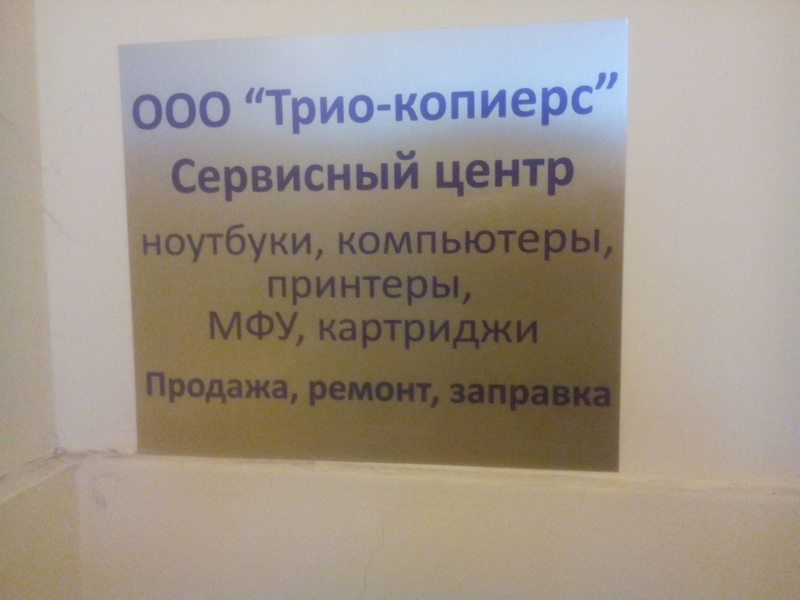 ООО “Трио-копиерс”
Сервисный центр
ноутбуки, компьютеры,
принтеры,
МФУ, картриджи
Продажа, ремонт, заправка